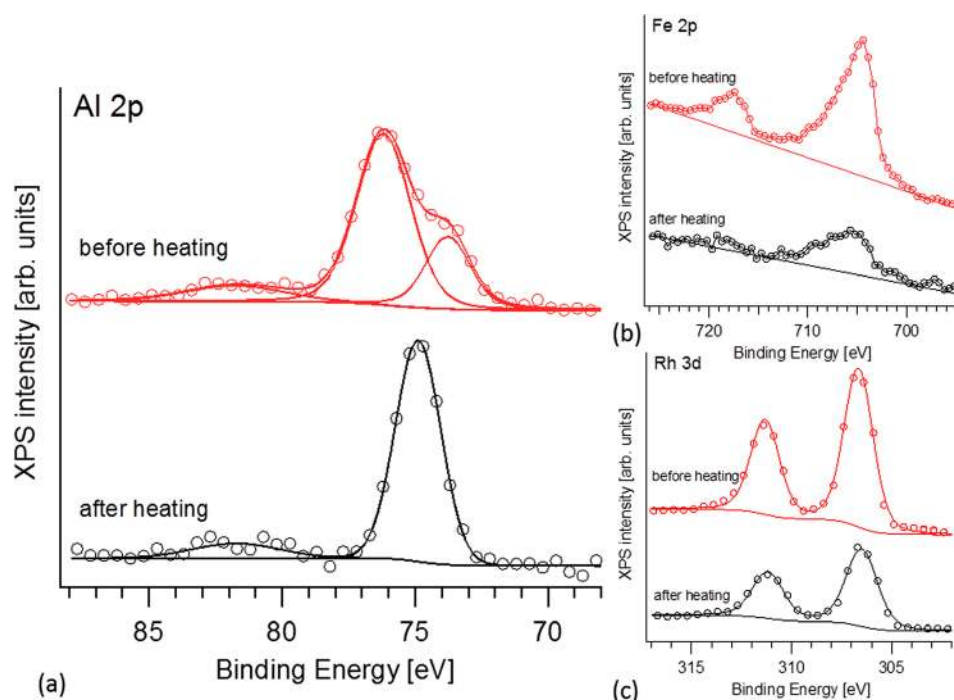 Al 2p
XPS intensity [arb. units]
before heating
after heating
85 80 75 70
Binding Energy [eV]
(a)
Fe 2p
XPS intensity [arb. units]
before heating
after heating
720 710 700
Binding Energy [eV]
(b)
Rh 3d
XPS intensity [arb. units]
before heating
after heating
315 310 305
Binding Energy [eV]
(c)